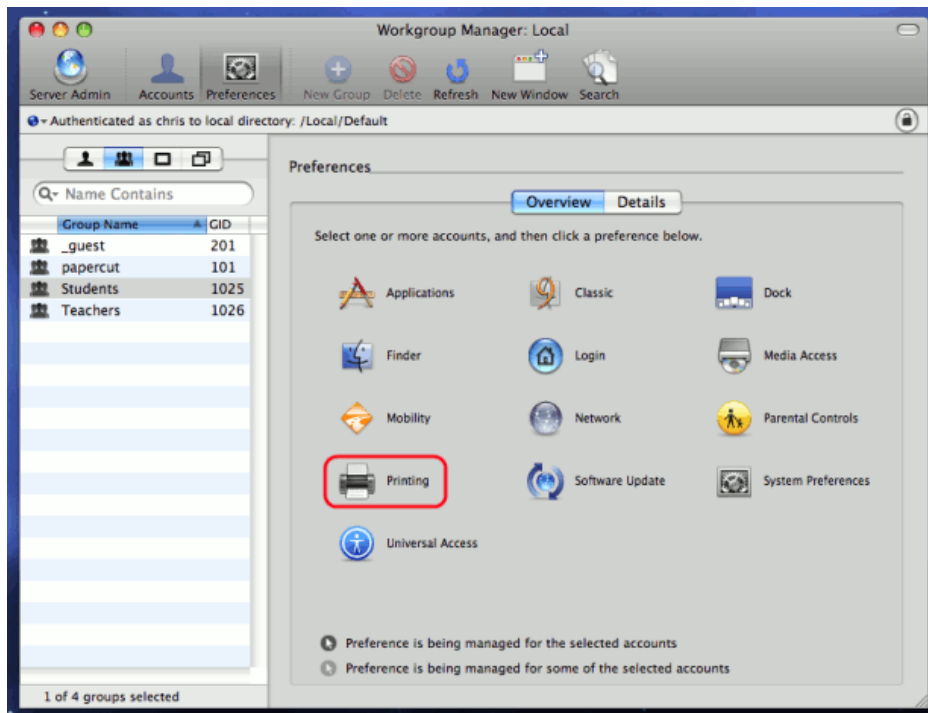 Workgroup Manager: Local
Server Admin Accounts Preferences New Group Delete Refresh New Window Search
Authenticated as chris to local directory: /Local/Default
Name Contains
Group Name GID
_guest 201
papercut 101
Students 1025
Teachers 1026
1 of 4 groups selected
Preferences
Overview Details
Select one or more accounts, and then click a preference below.
Applications Classic Dock
Finder Login Media Access
Mobility Network Parental Controls
Printing Software Update System Preferences
Universal Access
Preference is being managed for the selected accounts
Preference is being managed for some of the selected accounts